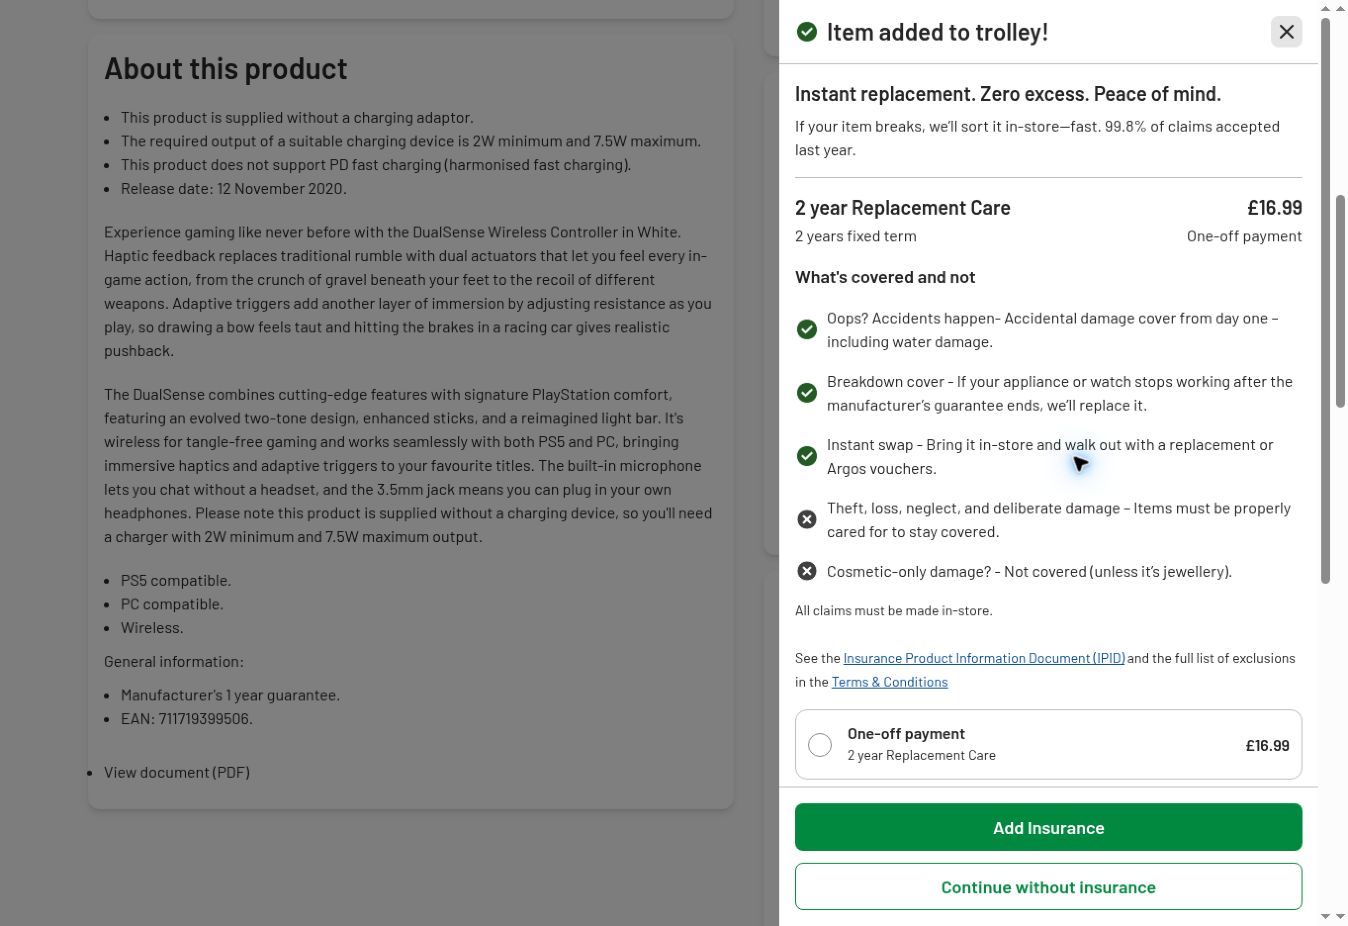 About this product
This product is supplied without a charging adaptor.
The required output of a suitable charging device is 2W minimum and 7.5W maximum.
This product does not support PD fast charging (harmonised fast charging).
Release date: 12 November 2020.
Experience gaming like never before with the DualSense Wireless Controller in White.
Haptic feedback replaces traditional rumble with dual actuators that let you feel every in-
game action, from the crunch of gravel beneath your feet to the recoil of different
weapons. Adaptive triggers add another layer of immersion by adjusting resistance as you
play, so drawing a bow feels taut and hitting the brakes in a racing car gives realistic
pushback.
The DualSense combines cutting-edge features with signature PlayStation comfort,
featuring an evolved two-tone design, enhanced sticks, and a reimagined light bar. It's
wireless for tangle-free gaming and works seamlessly with both PS5 and PC, bringing
immersive haptics and adaptive triggers to your favourite titles. The built-in microphone
lets you chat without a headset, and the 3.5mm jack means you can plug in your own
headphones. Please note this product is supplied without a charging device, so you'll need
a charger with 2W minimum and 7.5W maximum output.
PS5 compatible.
PC compatible.
Wireless.
General information:
Manufacturer's 1 year guarantee.
EAN: 711719399506.
View document (PDF)
Item added to trolley!
Instant replacement. Zero excess. Peace of mind.
If your item breaks, we’ll sort it in-store—fast. 99.8% of claims accepted
last year.
2 year Replacement Care £16.99
2 years fixed term One-off payment
What's covered and not
Oops? Accidents happen- Accidental damage cover from day one –
including water damage.
Breakdown cover - If your appliance or watch stops working after the
manufacturer’s guarantee ends, we’ll replace it.
Instant swap - Bring it in-store and walk out with a replacement or
Argos vouchers.
Theft, loss, neglect, and deliberate damage – Items must be properly
cared for to stay covered.
Cosmetic-only damage? - Not covered (unless it’s jewellery).
All claims must be made in-store.
See the Insurance Product Information Document (IPID) and the full list of exclusions
in the Terms & Conditions
One-off payment
2 year Replacement Care £16.99
Add Insurance
Continue without insurance